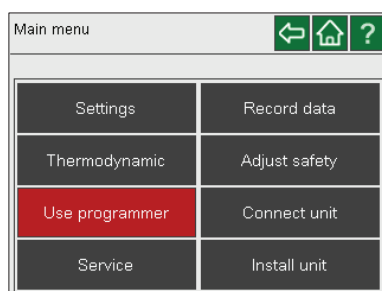 Main menu ?
Settings Record data
Thermodynamic Adjust safety
Use programmer Connect unit
Service Install unit